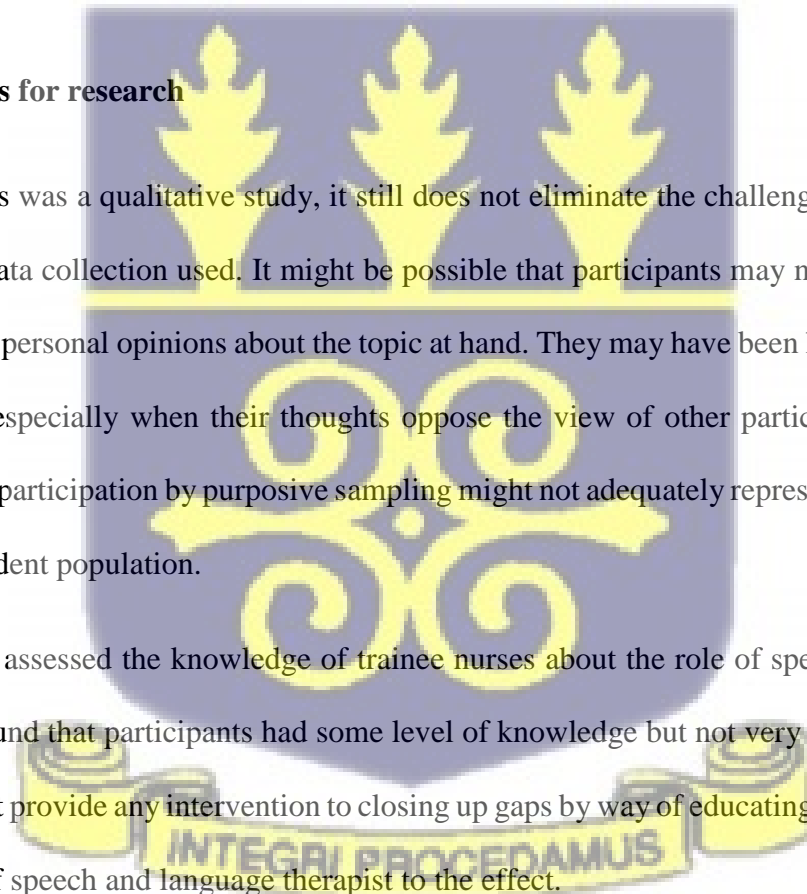 s for research
s was a qualitative study, it still does not eliminate the challeng
ata collection used. It might be possible that participants may n
personal opinions about the topic at hand. They may have been
especially when their thoughts oppose the view of other partic
participation by purposive sampling might not adequately repres
dent population.
assessed the knowledge of trainee nurses about the role of spe
und that participants had some level of knowledge but not very
t provide any intervention to closing up gaps by way of educating
INTEGRI PROCEDAMUS
f speech and language therapist to the effect.